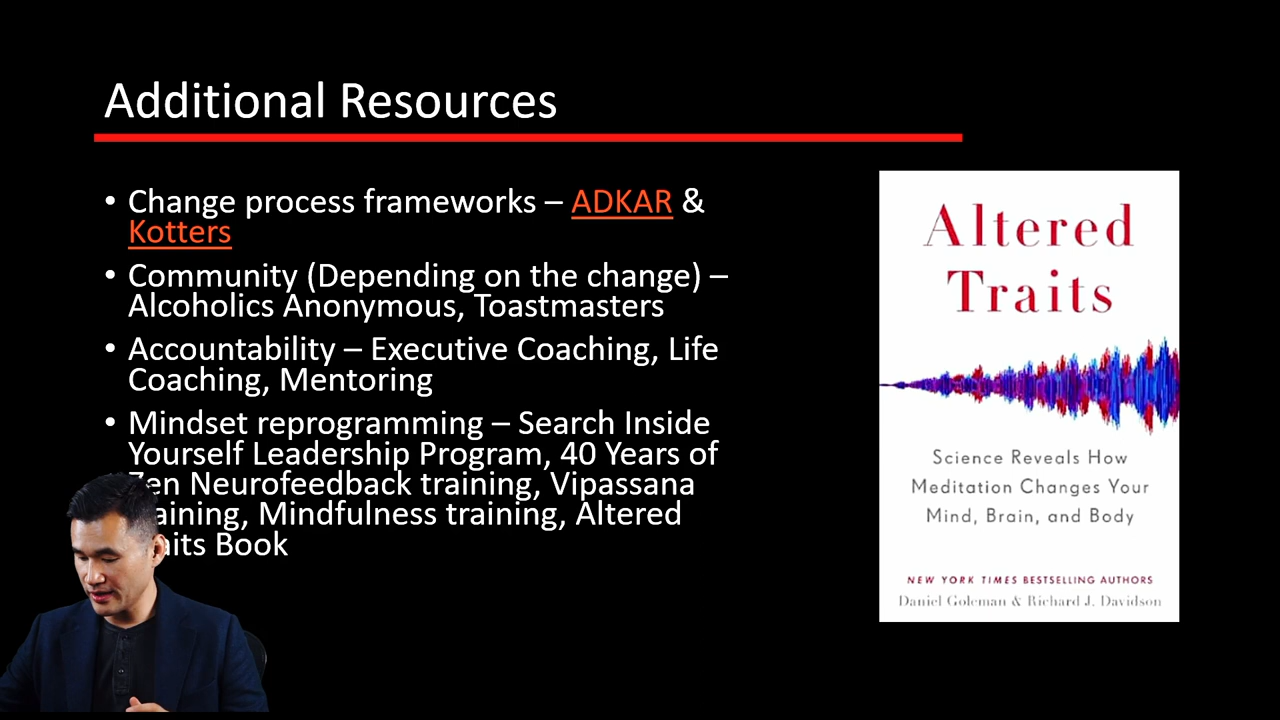 Additional Resources
• Change process frameworks – ADKAR &
Kotters
• Community (Depending on the change) –
Alcoholics Anonymous, Toastmasters
• Accountability – Executive Coaching, Life
Coaching, Mentoring
• Mindset reprogramming – Search Inside
Yourself Leadership Program, 40 Years of
Zen Neurofeedback training, Vipassana
training, Mindfulness training, Altered
Traits Book
Altered
Traits
Science Reveals How
Meditation Changes Your
Mind, Brain, and Body
NEW YORK TIMES BESTSELLING AUTHORS
Daniel Goleman & Richard J. Davidson